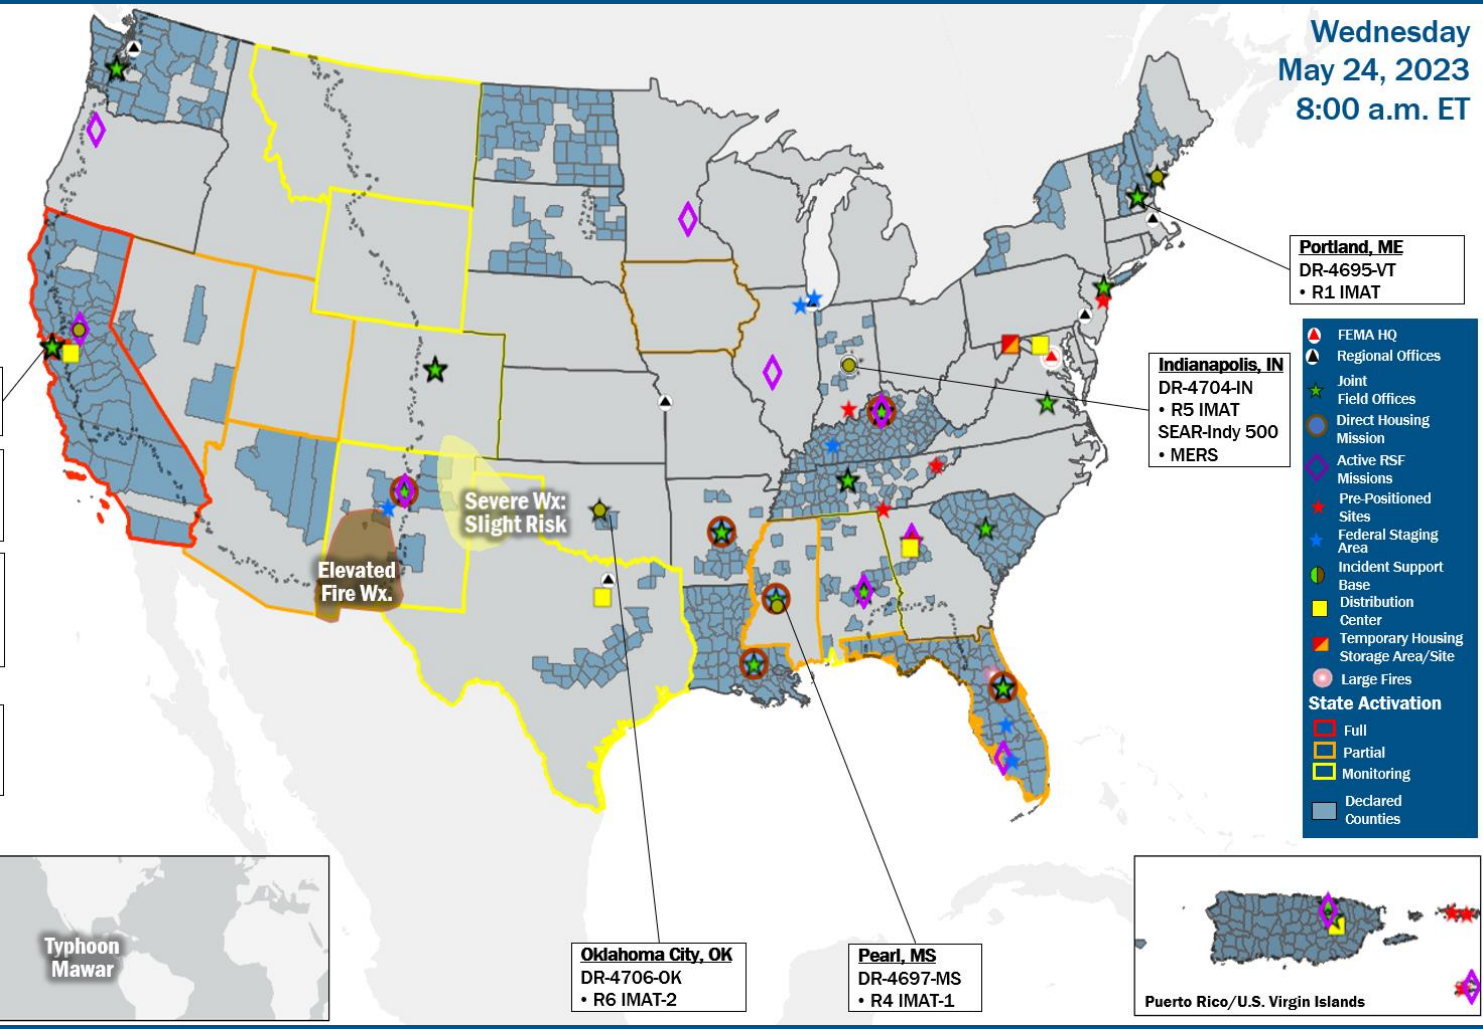 Wednesday
May 24, 2023
8:00 a.m. ET
Portland, ME
DR-4695-VT
• R1 IMAT
Indianapolis, IN
DR-4704-IN
• R5 IMAT
SEAR-Indy 500
• MERS
FEMA HQ
Regional Offices
Joint
Field Offices
Direct Housing
Mission
Active RSF
Missions
Pre-Positioned
Sites
Federal Staging
Area
Incident Support
Base
Distribution
Center
Temporary Housing
Storage Area/Site
Large Fires
State Activation
Full
Partial
Monitoring
Declared
Counties
Severe Wx:
Slight Risk
Elevated
Fire Wx.
Typhoon
Mawar
Oklahoma City, OK
DR-4706-OK
• R6 IMAT-2
Pearl, MS
DR-4697-MS
• R4 IMAT-1
Puerto Rico/U.S. Virgin Islands